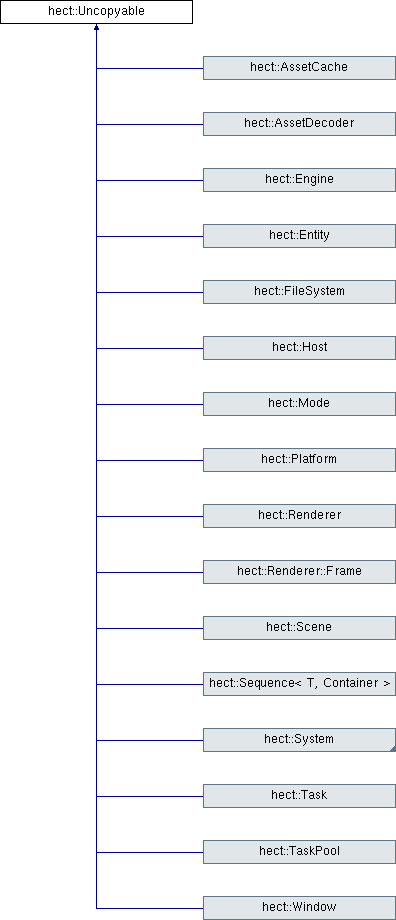 hect::Uncopyable
hect::AssetCache
hect::AssetDecoder
hect::Engine
hect::Entity
hect::FileSystem
hect::Host
hect::Mode
hect::Platform
hect::Renderer
hect::Renderer::Frame
hect::Scene
hect::Sequence< T, Container >
hect::System
hect::Task
hect::TaskPool
hect::Window